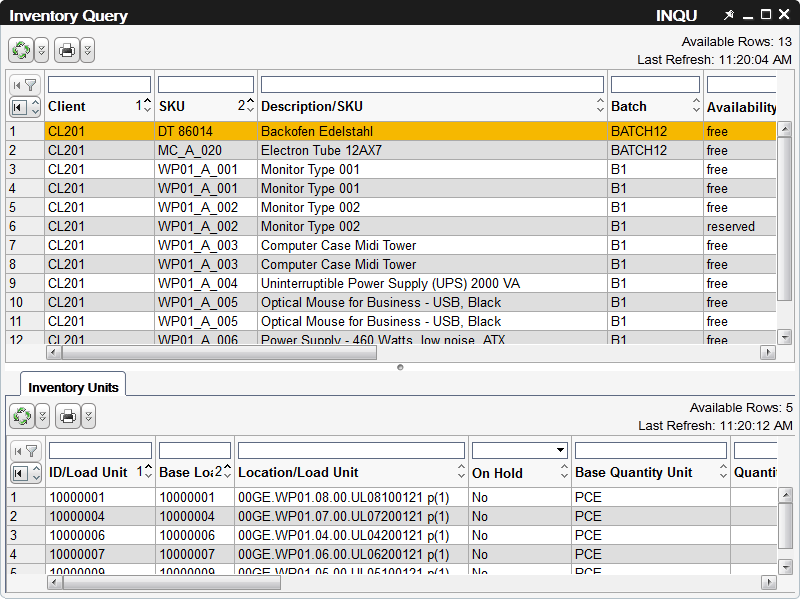 Inventory Query INQU
Available Rows: 13
Last Refresh: 11:20:04 AM
Client 1 SKU 2 Description/SKU Batch Availability
1 CL201 DT 86014 Backofen Edelstahl BATCH12 free
2 CL201 MC_A_020 Electron Tube 12AX7 BATCH12 free
3 CL201 WP01_A_001 Monitor Type 001 B1 free
4 CL201 WP01_A_001 Monitor Type 001 B1 free
5 CL201 WP01_A_002 Monitor Type 002 B1 free
6 CL201 WP01_A_002 Monitor Type 002 B1 reserved
7 CL201 WP01_A_003 Computer Case Midi Tower B1 free
8 CL201 WP01_A_003 Computer Case Midi Tower B1 free
9 CL201 WP01_A_004 Uninterruptible Power Supply (UPS) 2000 VA B1 free
10 CL201 WP01_A_005 Optical Mouse for Business - USB, Black B1 free
11 CL201 WP01_A_005 Optical Mouse for Business - USB, Black B1 free
12 CL201 WP01_A_006 Power Supply - 460 Watts, low noise, ATX B1 free
Inventory Units
Available Rows: 5
Last Refresh: 11:20:12 AM
ID/Load Unit 1 Base Loa 2 Location/Load Unit On Hold Base Quantity Unit Quanti
1 10000001 10000001 00GE.WP01.08.00.UL08100121 p(1) No PCE
2 10000004 10000004 00GE.WP01.07.00.UL07200121 p(1) No PCE
3 10000006 10000006 00GE.WP01.04.00.UL04200121 p(1) No PCE
4 10000007 10000007 00GE.WP01.06.00.UL06200121 p(1) No PCE
5 10000009 10000009 00GE.WP01.05.00.UL05100121 p(1) No PCE